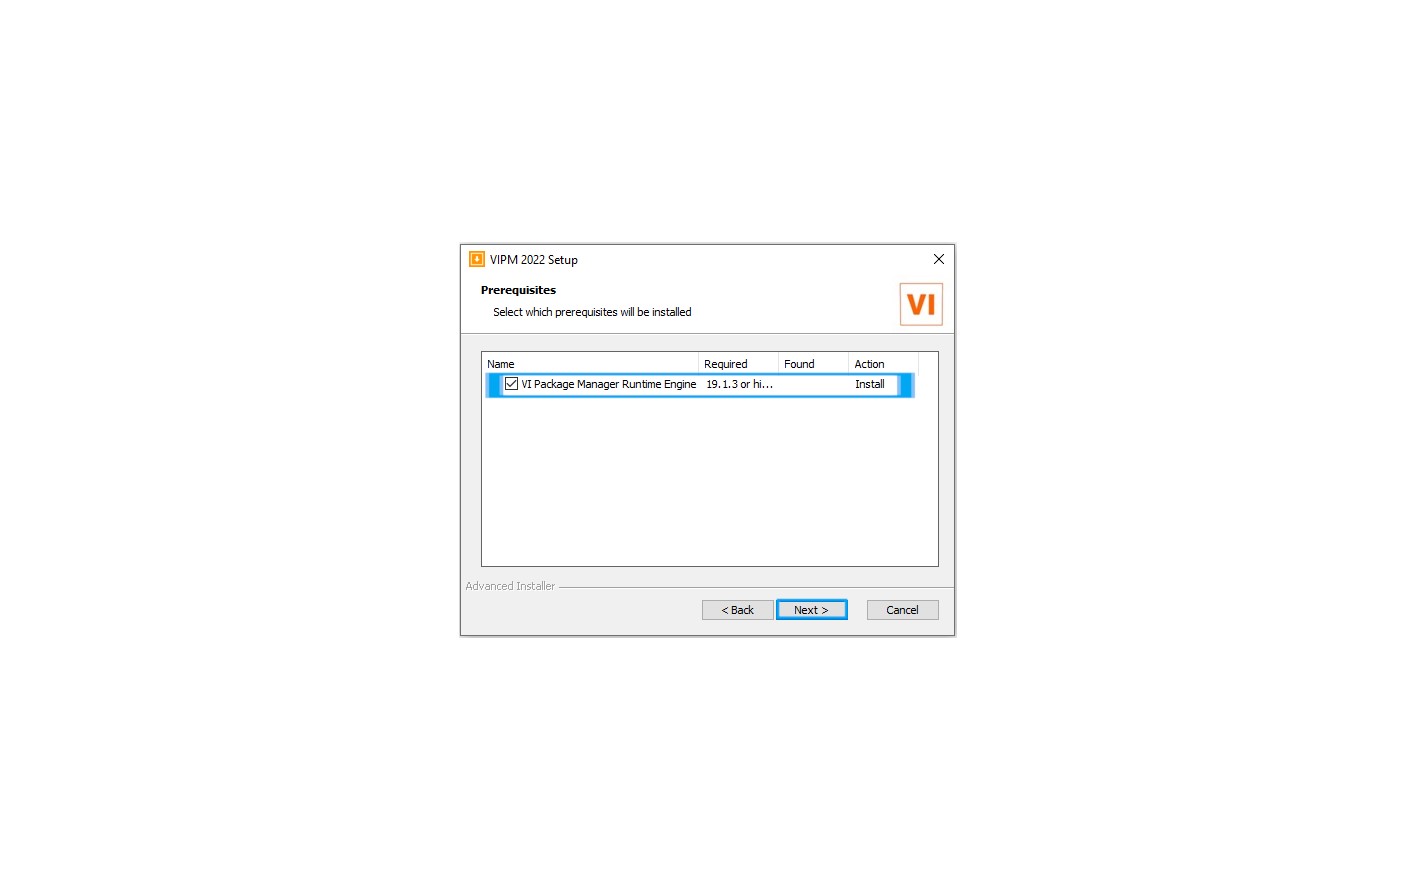 VIPM 2022 Setup
Prerequisites
Select which prerequisites will be installed
VI
Name Required Found Action
VI Package Manager Runtime Engine 19.1.3 or hi... Install
Advanced Installer
< Back Next > Cancel